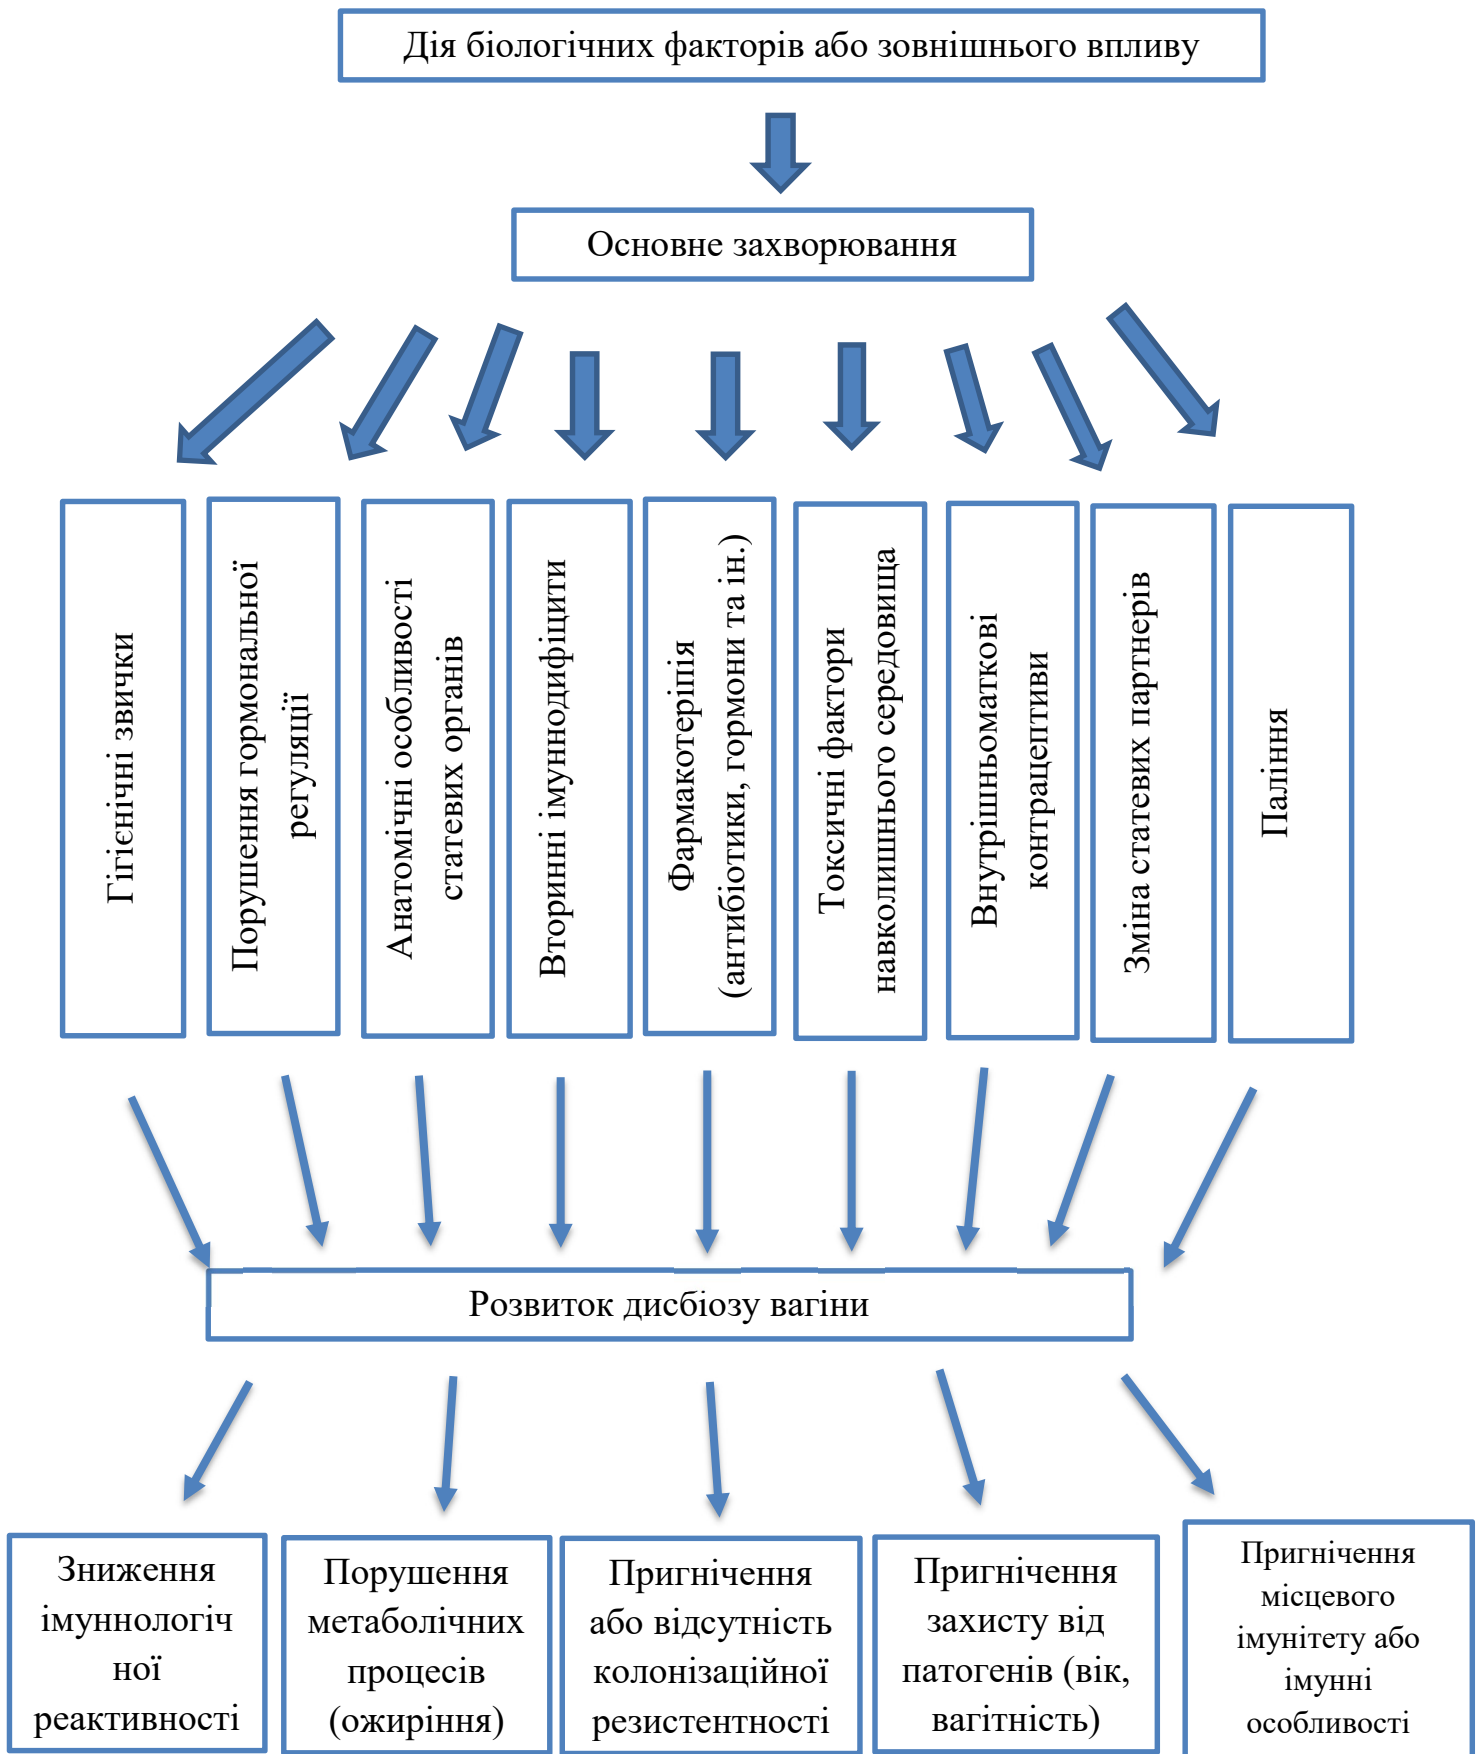 Дія біологічних факторів або зовнішнього впливу
Основне захворювання
Гігієнічні звички
Порушення гормональної
регуляції
Анатомічні особливості
статевих органів
Вторинні імуннодифіцити
Фармакотеріпія
(антибіотики, гормони та ін.)
Токсичні фактори
навколишнього середовища
Внутрішньоматкові
контрацептиви
Зміна статевих партнерів
Паління
Розвиток дисбіозу вагіни
Зниження
імуннологіч
ної
реактивності
Порушення
метаболічних
процесів
(ожиріння)
Пригнічення
або відсутність
колонізаційної
резистентності
Пригнічення
захисту від
патогенів (вік,
вагітність)
Пригнічення
місцевого
імунітету або
імунні
особливості